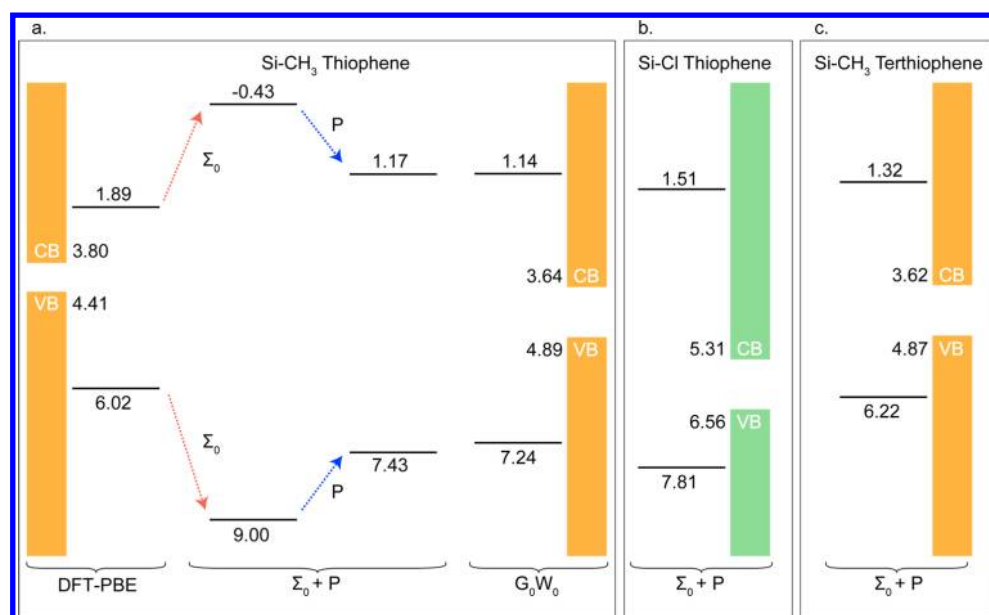 a.
Si-CH₃ Thiophene
-0.43
P
Σ₀
1.17
1.14
1.89
CB
3.80
3.64
CB
VB
4.41
4.89
VB
6.02
Σ₀
7.43
7.24
P
9.00
DFT-PBE
Σ₀ + P
G₀W₀
b.
Si-Cl Thiophene
1.51
5.31
CB
6.56
VB
7.81
Σ₀ + P
c.
Si-CH₃ Terthiophene
1.32
3.62
CB
4.87
VB
6.22
Σ₀ + P